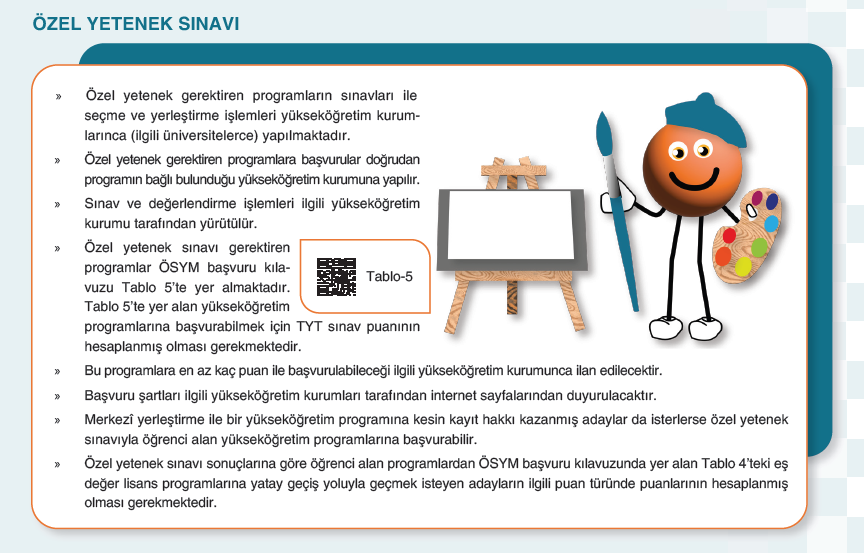 ÖZEL YETENEK SINAVI
» Özel yetenek gerektiren programların sınavları ile
seçme ve yerleştirme işlemleri yükseköğretim kurum-
larınca (ilgili üniversitelerce) yapılmaktadır.
» Özel yetenek gerektiren programlara başvurular doğrudan
programın bağlı bulunduğu yükseköğretim kurumuna yapılır.
» Sınav ve değerlendirme işlemleri ilgili yükseköğretim
kurumu tarafından yürütülür.
» Özel yetenek sınavı gerektiren
programlar ÖSYM başvuru kıla-
vuzu Tablo 5’te yer almaktadır.
Tablo 5’te yer alan yükseköğretim
programlarına başvurabilmek için TYT sınav puanının
hesaplanmış olması gerekmektedir.
Tablo-5
» Bu programlara en az kaç puan ile başvurulabileceği ilgili yükseköğretim kurumunca ilan edilecektir.
» Başvuru şartları ilgili yükseköğretim kurumları tarafından internet sayfalarından duyurulacaktır.
» Merkezî yerleştirme ile bir yükseköğretim programına kesin kayıt hakkı kazanmış adaylar da isterlerse özel yetenek
sınavıyla öğrenci alan yükseköğretim programlarına başvurabilir.
» Özel yetenek sınavı sonuçlarına göre öğrenci alan programlardan ÖSYM başvuru kılavuzunda yer alan Tablo 4’teki eş
değer lisans programlarına yatay geçiş yoluyla geçmek isteyen adayların ilgili puan türünde puanlarının hesaplanmış
olması gerekmektedir.